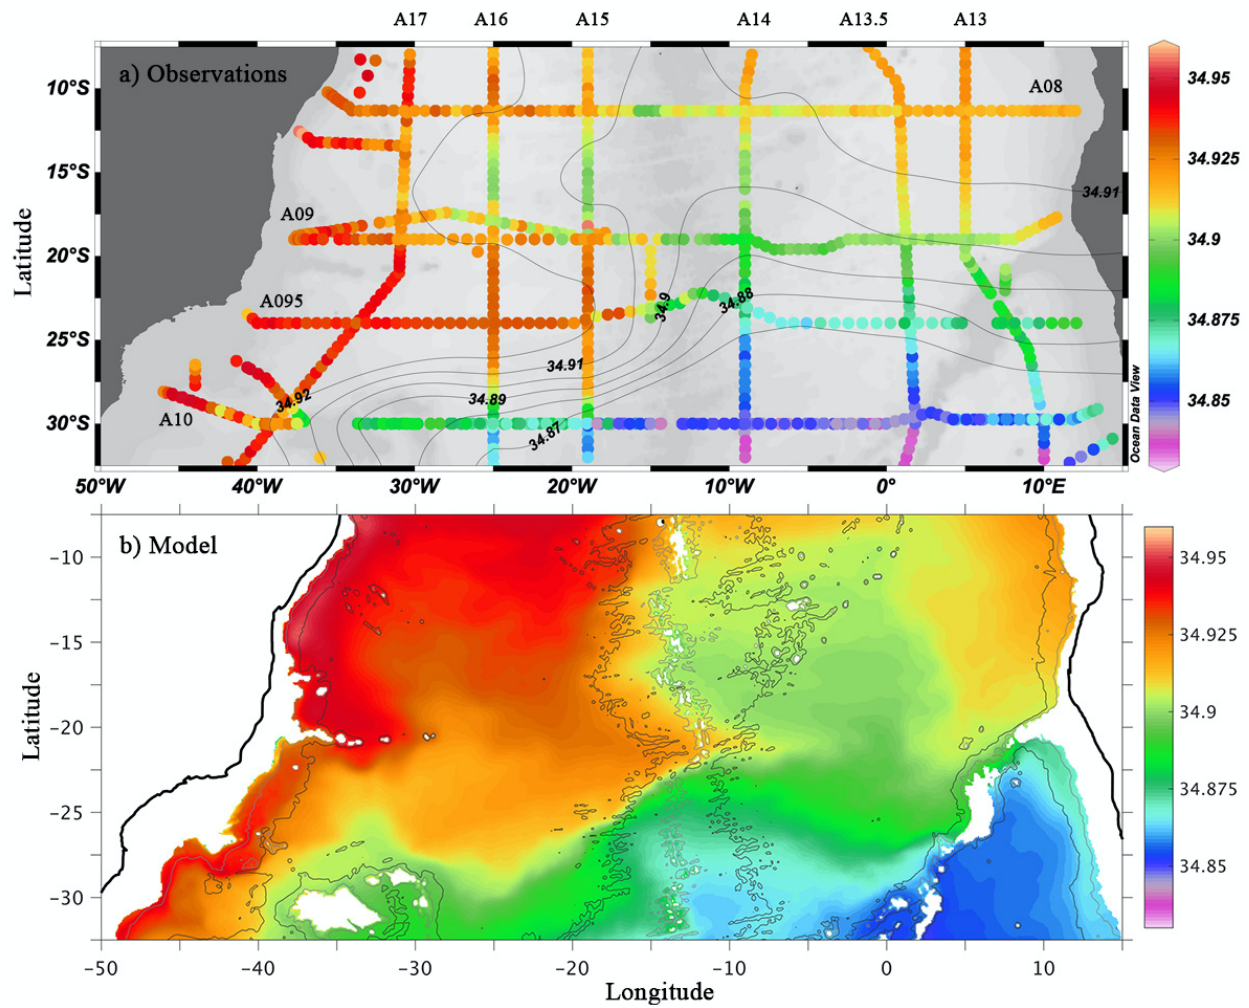 A17 A16 A15 A14 A13.5 A13
a) Observations
A08
A09
A095
A10
34.91
34.9
34.88
34.91
34.92
34.89
34.87
10°S
15°S
20°S
25°S
30°S
Latitude
50°W 40°W 30°W 20°W 10°W 0° 10°E
Ocean Data View
34.95
34.925
34.9
34.875
34.85
b) Model
-10
-15
-20
-25
-30
Latitude
-50 -40 -30 -20 -10 0 10
Longitude
34.95
34.925
34.9
34.875
34.85